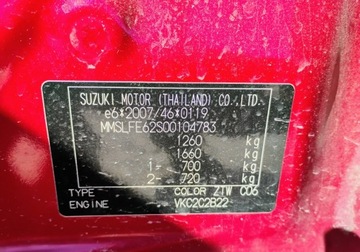 SUZUKI MOTOR (THAILAND) CO., LTD.
e6*2007/46*0119
MMSLFE62S00104783
1260 kg
1660 kg
1- 700 kg
2- 720 kg
TYPE COLOR ZTW C06
ENGINE VKC2C2B22